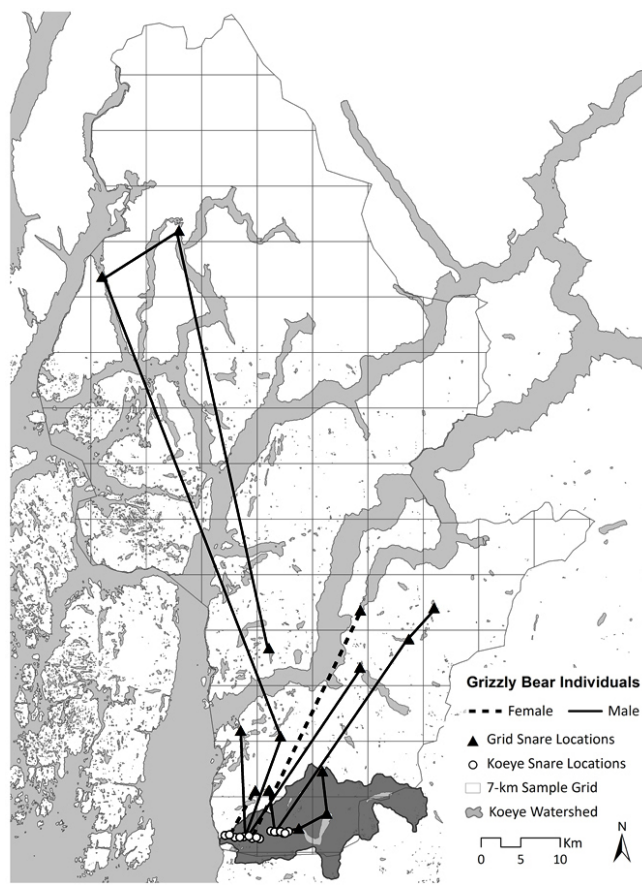 Grizzly Bear Individuals
Female Male
Grid Snare Locations
Koeye Snare Locations
7-km Sample Grid
Koeye Watershed
Km
0 5 10
N